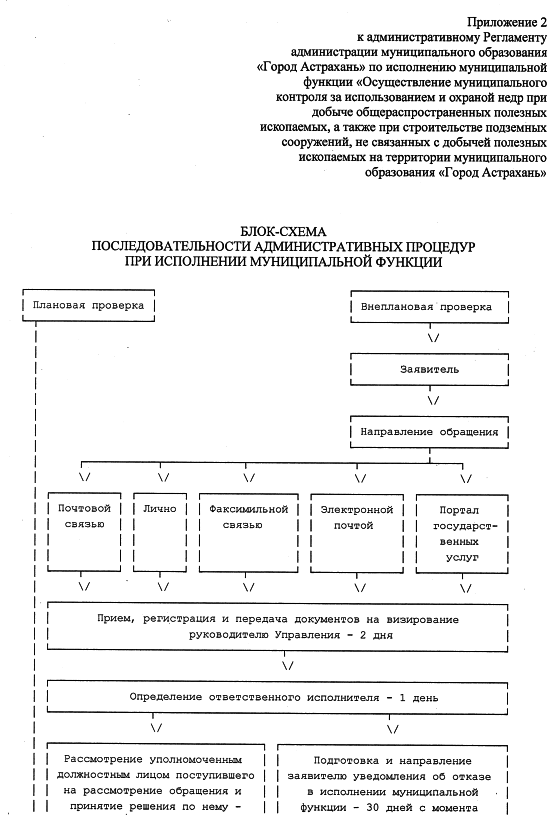 Приложение 2
к административному Регламенту
администрации муниципального образования
«Город Астрахань» по исполнению муниципальной
функции «Осуществление муниципального
контроля за использованием и охраной недр при
добыче общераспространенных полезных
ископаемых, а также при строительстве подземных
сооружений, не связанных с добычей полезных
ископаемых на территории муниципального
образования «Город Астрахань»
БЛОК-СХЕМА
ПОСЛЕДОВАТЕЛЬНОСТИ АДМИНИСТРАТИВНЫХ ПРОЦЕДУР
ПРИ ИСПОЛНЕНИИ МУНИЦИПАЛЬНОЙ ФУНКЦИИ
Плановая проверка
Внеплановая проверка
Заявитель
Направление обращения
Почтовой
связью
Лично
Факсимильной
связью
Электронной
почтой
Портал
государст-
венных
услуг
Прием, регистрация и передача документов на визирование
руководителю Управления - 2 дня
Определение ответственного исполнителя - 1 день
Рассмотрение уполномоченным
должностным лицом поступившего
на рассмотрение обращения и
принятие решения по нему -
Подготовка и направление
заявителю уведомления об отказе
в исполнении муниципальной
функции - 30 дней с момента